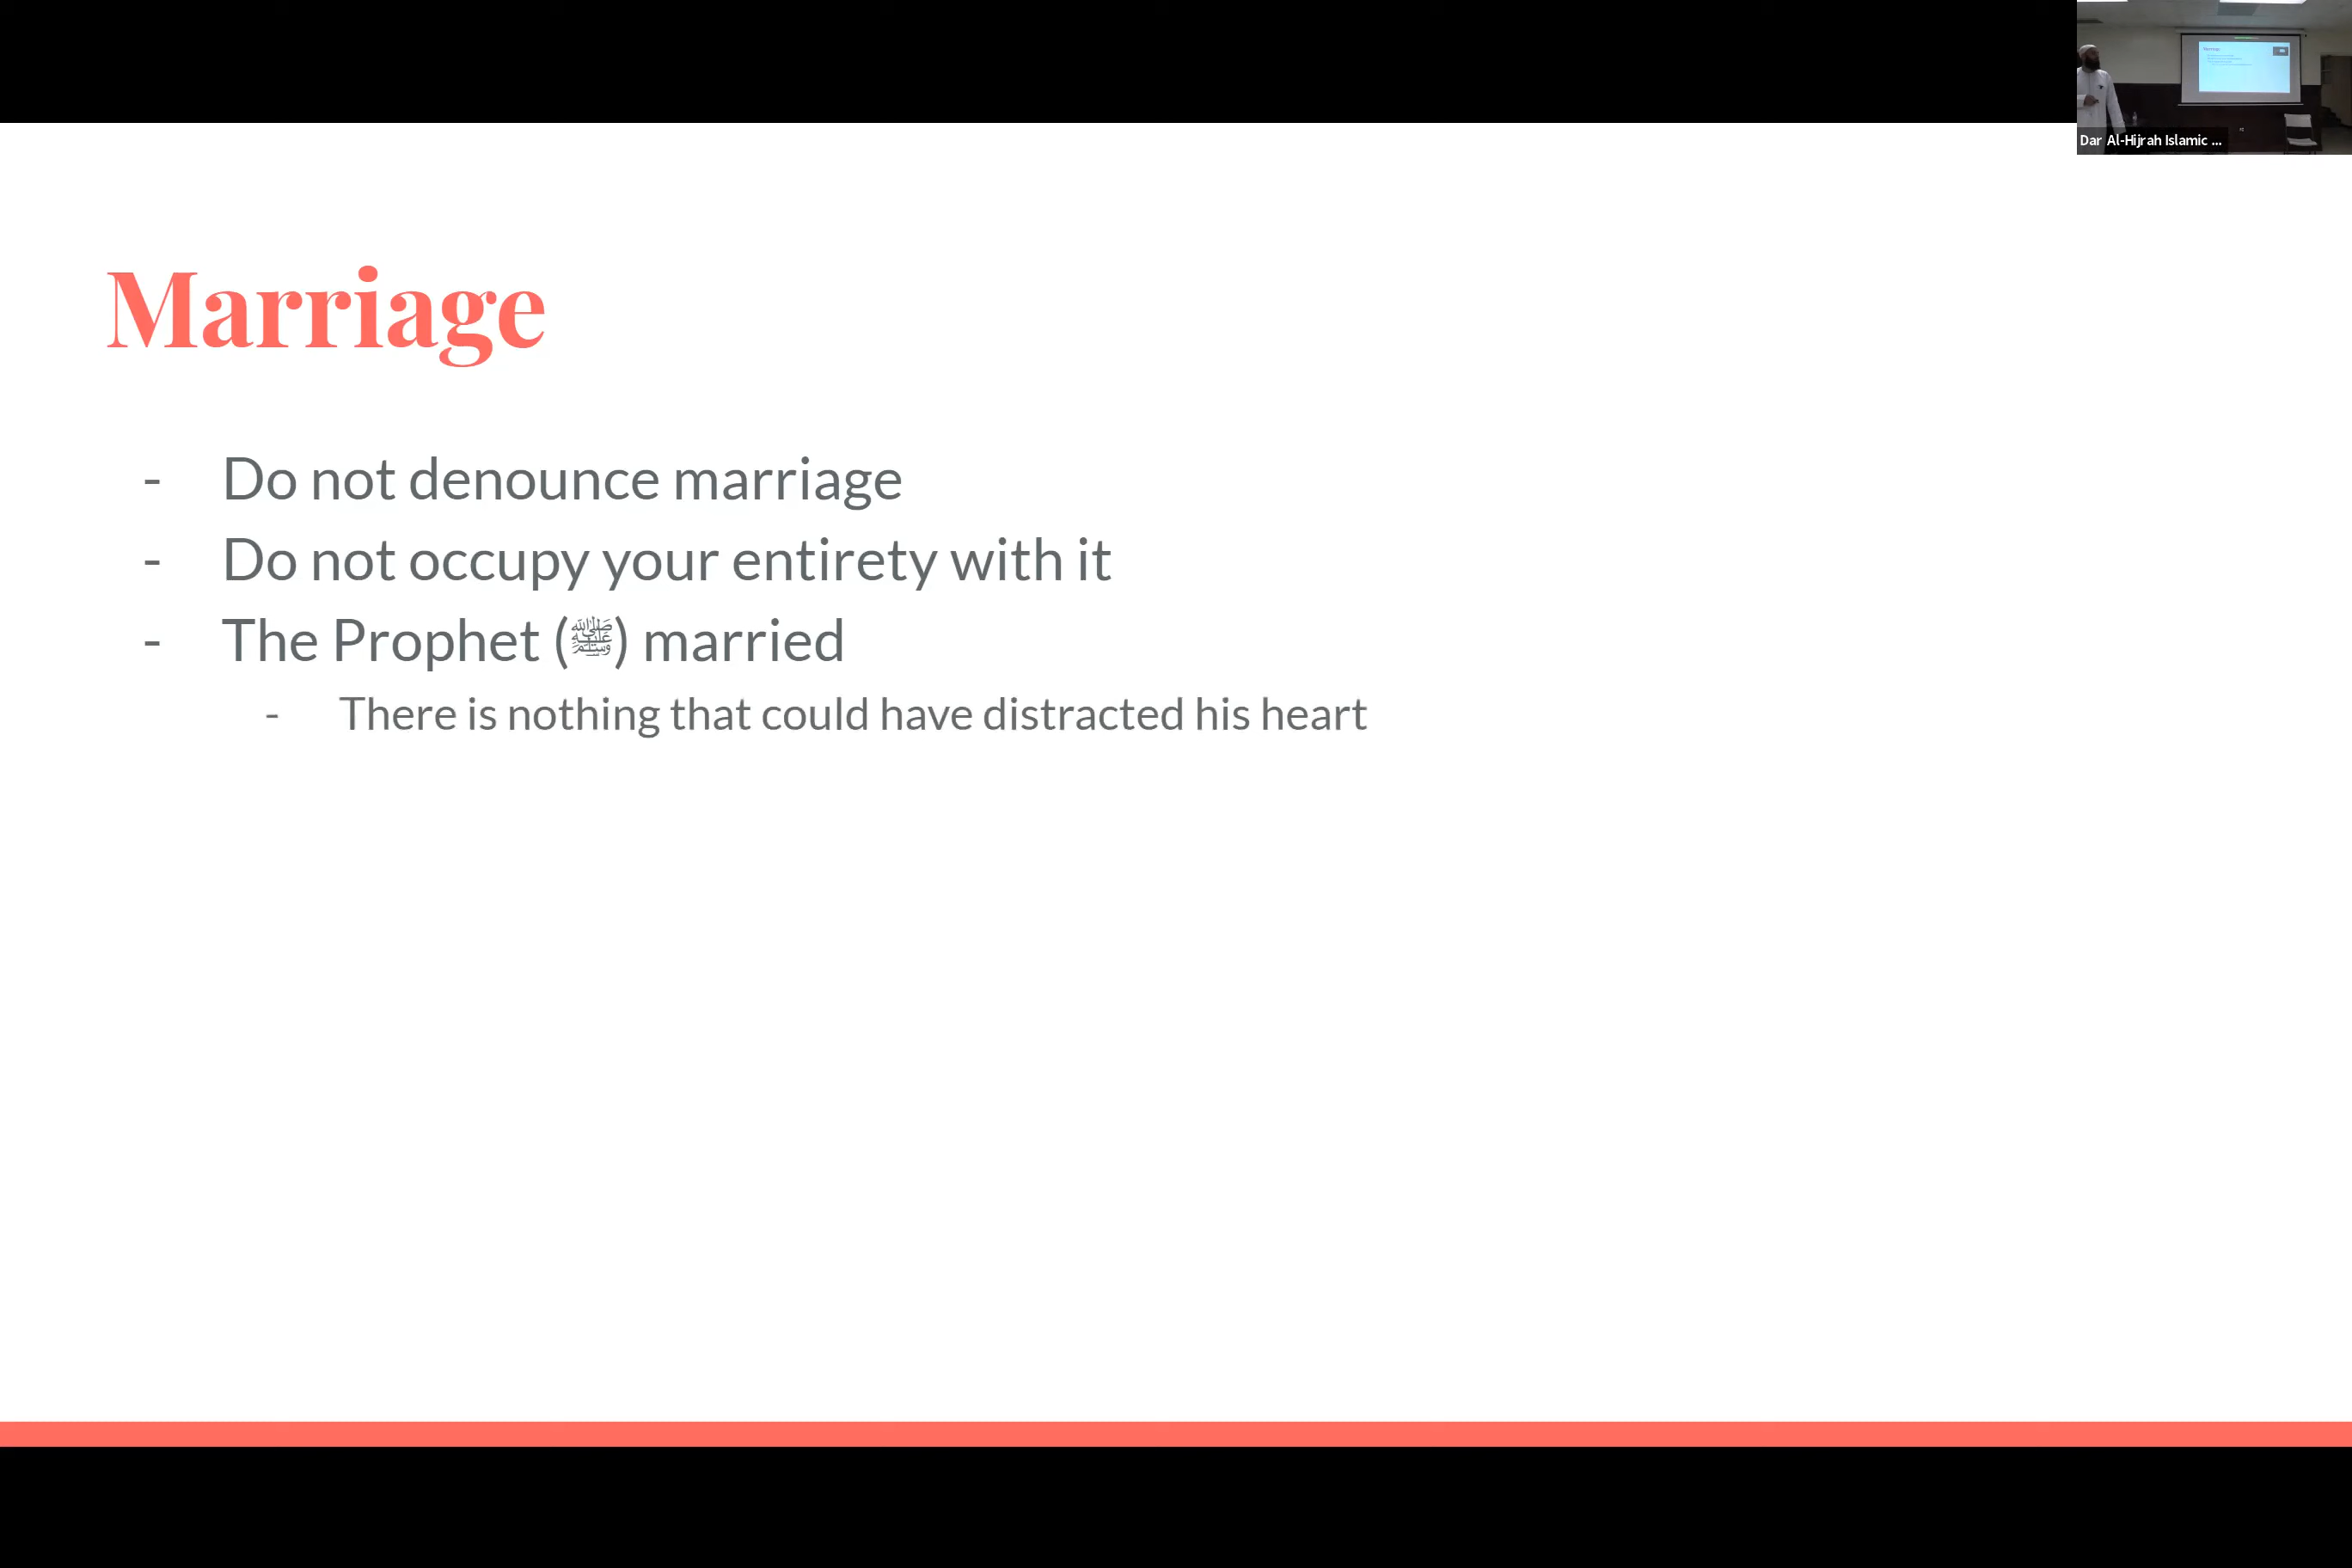 Dar Al-Hijrah Islamic ...
Marriage
- Do not denounce marriage
- Do not occupy your entirety with it
- The Prophet (ﷺ) married
- There is nothing that could have distracted his heart